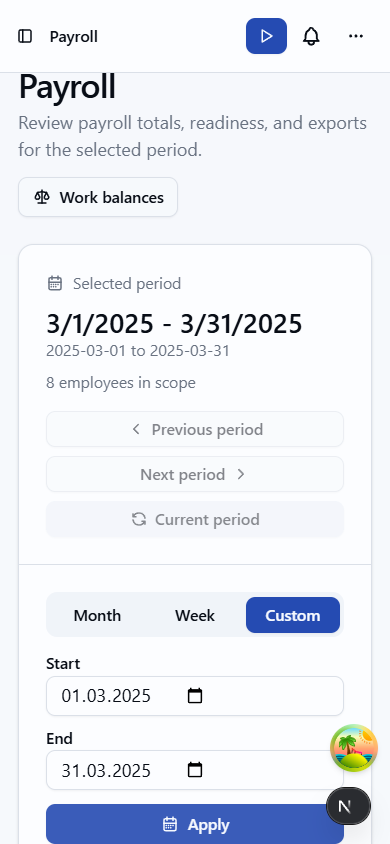 Payroll
Payroll
Review payroll totals, readiness, and exports
for the selected period.
Work balances
Selected period
3/1/2025 - 3/31/2025
2025-03-01 to 2025-03-31
8 employees in scope
Previous period
Next period
Current period
Month Week Custom
Start
01.03.2025
End
31.03.2025
N
Apply